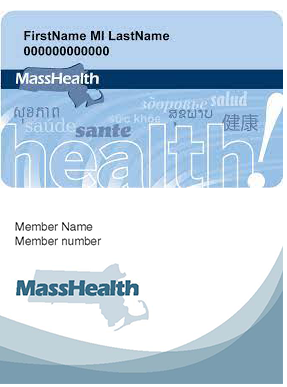 FirstName MI LastName
000000000000
MassHealth
здоровье salud
សុខភាព sức khỏe ສຸຂພາບ
saúde sante 健康
health!
Member Name
Member number
MassHealth